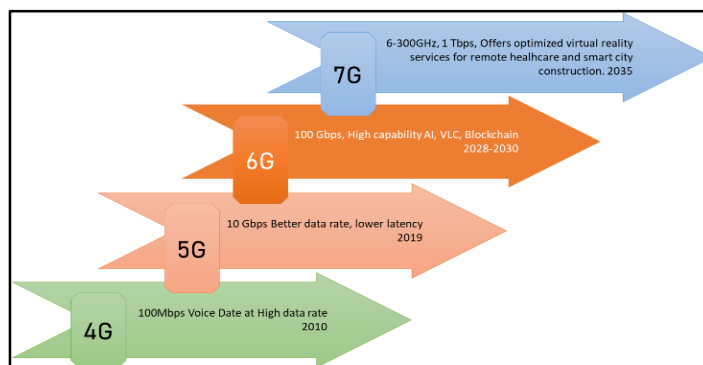 7G
6-300GHz, 1 Tbps, Offers optimized virtual reality
services for remote healhcare and smart city
construction. 2035
6G
100 Gbps, High capability AI, VLC, Blockchain
2028-2030
5G
10 Gbps Better data rate, lower latency
2019
4G
100Mbps Voice Date at High data rate
2010